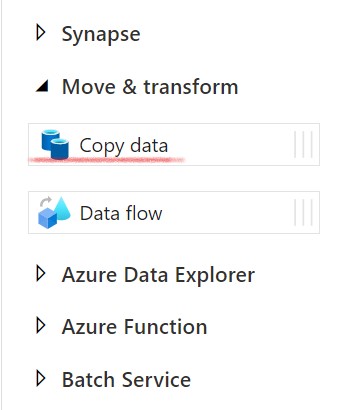 Synapse
Move & transform
Copy data
Data flow
Azure Data Explorer
Azure Function
Batch Service